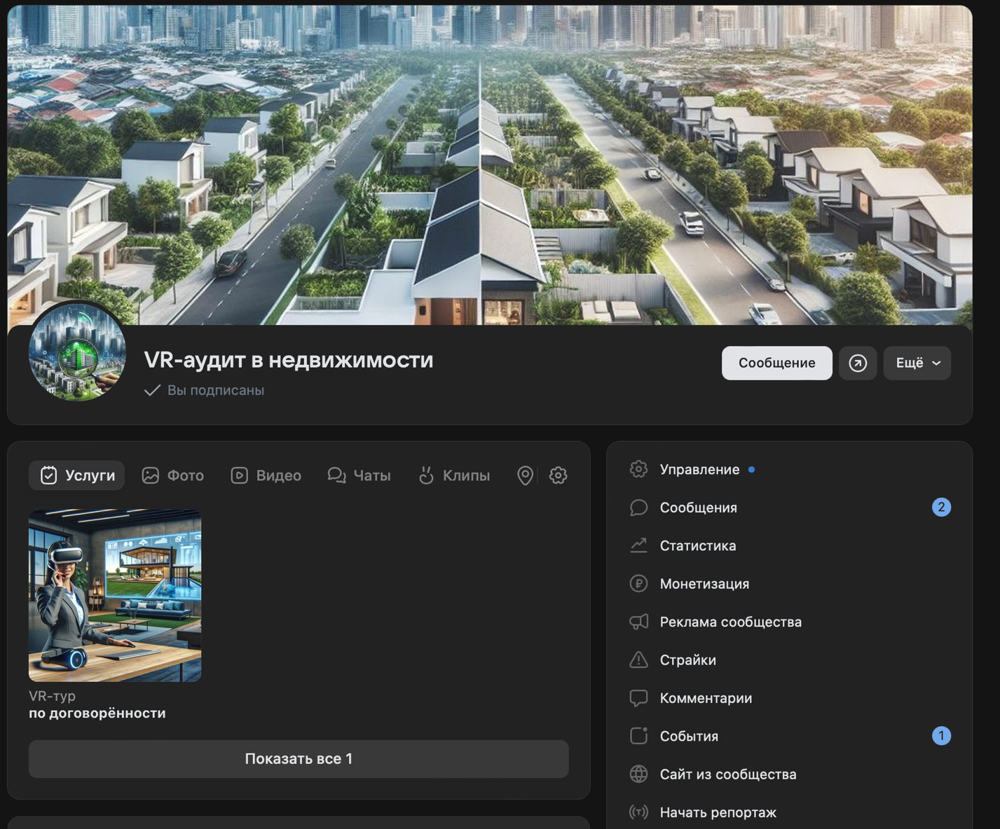 VR-аудит в недвижимости
Вы подписаны
Сообщение
Ещё
Услуги
Фото
Видео
Чаты
Клипы
VR-тур
по договорённости
Показать все 1
Управление
Сообщения 2
Статистика
Монетизация
Реклама сообщества
Страйки
Комментарии
События 1
Сайт из сообщества
Начать репортаж